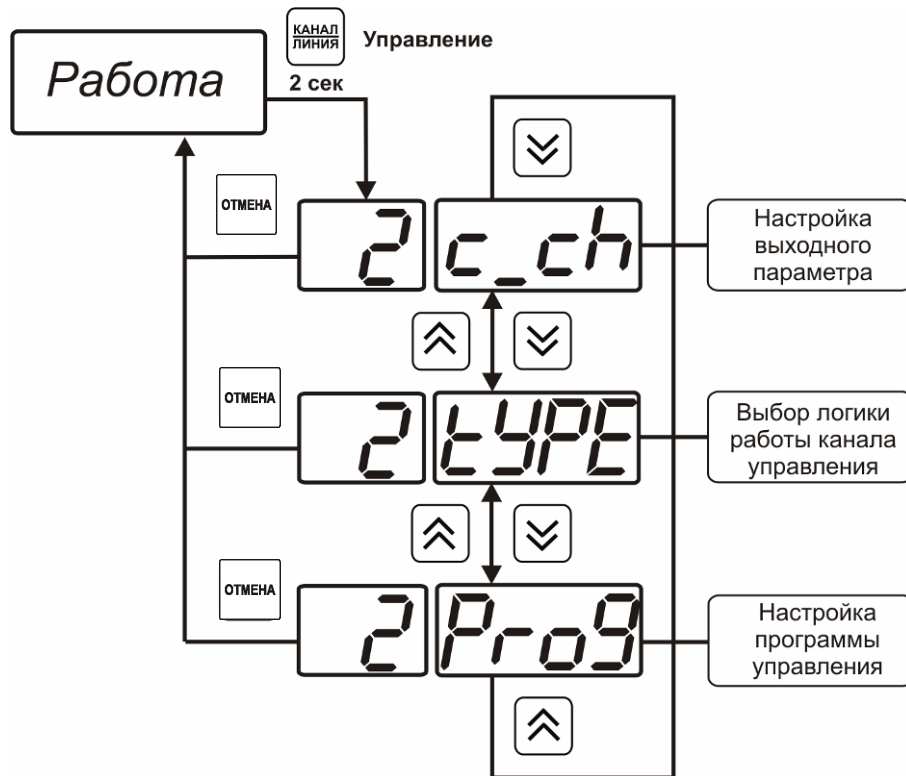 КАНАЛ
ЛИНИЯ
Управление
Работа
2 сек
ОТМЕНА
2
c_ch
Настройка
выходного
параметра
ОТМЕНА
2
tYPE
Выбор логики
работы канала
управления
ОТМЕНА
2
Prog
Настройка
программы
управления